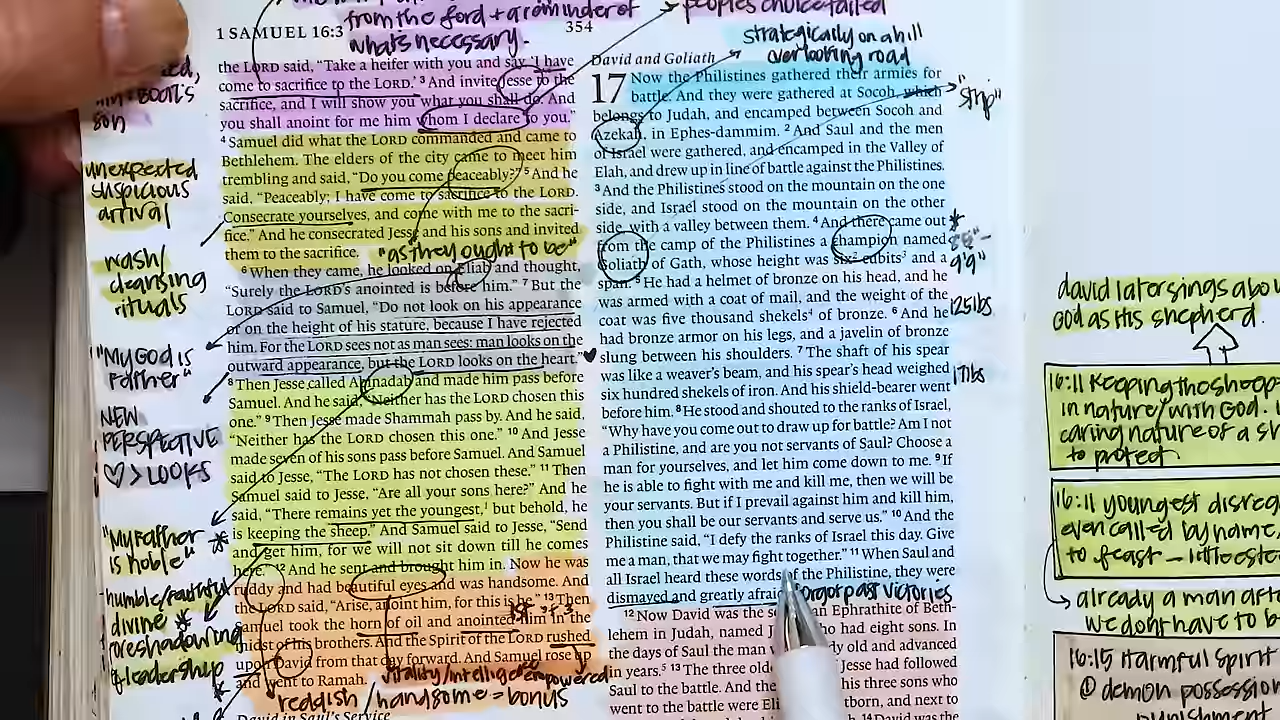 from the ford + a reminder of
what's necessary.
peoples choice failed
1 SAMUEL 16:3
354
the LORD said, "Take a heifer with you and say, 'I have
come to sacrifice to the LORD.' 3 And invite Jesse to the
sacrifice, and I will show you what you shall do. And
you shall anoint for me him whom I declare to you."
4 Samuel did what the LORD commanded and came to
Bethlehem. The elders of the city came to meet him
trembling and said, "Do you come peaceably?" 5 And he
said, "Peaceably; I have come to sacrifice to the LORD.
Consecrate yourselves, and come with me to the sacri-
fice." And he consecrated Jesse and his sons and invited
them to the sacrifice.
"as they ought to be"
6 When they came, he looked on Eliab and thought,
"Surely the LORD's anointed is before him." 7 But the
LORD said to Samuel, "Do not look on his appearance
or on the height of his stature, because I have rejected
him. For the LORD sees not as man sees: man looks on the
outward appearance, but the LORD looks on the heart."
8 Then Jesse called Abinadab and made him pass before
Samuel. And he said, "Neither has the LORD chosen this
one." 9 Then Jesse made Shammah pass by. And he said,
"Neither has the LORD chosen this one." 10 And Jesse
made seven of his sons pass before Samuel. And Samuel
said to Jesse, "The LORD has not chosen these." 11 Then
Samuel said to Jesse, "Are all your sons here?" And he
said, "There remains yet the youngest,1 but behold, he
is keeping the sheep." And Samuel said to Jesse, "Send
and get him, for we will not sit down till he comes
here." 12 And he sent and brought him in. Now he was
ruddy and had beautiful eyes and was handsome. And
the LORD said, "Arise, anoint him, for this is he."
1st of 3
Samuel took the horn of oil and anointed him in the
midst of his brothers. And the Spirit of the LORD rushed
upon David from that day forward. And Samuel rose up
and went to Ramah.
vitality/intelligence empowered
reddish/handsome = bonus
David in Saul's Service
son
unexpected
suspicious
arrival
wash/
cleansing
rituals
"My God is
Father"
NEW
PERSPECTIVE
♡ > LOOKS
"My Father
is noble"
humble/faithful
divine
foreshadowing
leadership
strategically on a hill
overlooking road
David and Goliath
17 Now the Philistines gathered their armies for
battle. And they were gathered at Socoh, which
"strip"
belongs to Judah, and encamped between Socoh and
Azekah, in Ephes-dammim. 2 And Saul and the men
of Israel were gathered, and encamped in the Valley of
Elah, and drew up in line of battle against the Philistines.
3 And the Philistines stood on the mountain on the one
side, and Israel stood on the mountain on the other
side, with a valley between them. 4 And there came out
from the camp of the Philistines a champion named
Goliath of Gath, whose height was six2 cubits3 and a
9'9"
span. 5 He had a helmet of bronze on his head, and he
was armed with a coat of mail, and the weight of the
coat was five thousand shekels4 of bronze. 6 And he
125lbs
had bronze armor on his legs, and a javelin of bronze
slung between his shoulders. 7 The shaft of his spear
was like a weaver's beam, and his spear's head weighed
17lbs
six hundred shekels of iron. And his shield-bearer went
before him. 8 He stood and shouted to the ranks of Israel,
"Why have you come out to draw up for battle? Am I not
a Philistine, and are you not servants of Saul? Choose a
man for yourselves, and let him come down to me. 9 If
he is able to fight with me and kill me, then we will be
your servants. But if I prevail against him and kill him,
then you shall be our servants and serve us." 10 And the
Philistine said, "I defy the ranks of Israel this day. Give
me a man, that we may fight together." 11 When Saul and
all Israel heard these words of the Philistine, they were
dismayed and greatly afraid
forgot past victories
12 Now David was the an Ephrathite of Beth-
lehem in Judah, named had eight sons. In
the days of Saul the man old and advanced
in years.5 13 The three Jesse had followed
Saul to the battle. And the his three sons who
went to the battle were and next to
14 David was the
david later sings
God as His shepherd.
16:11 keeping the sheep
in nature/with God.
caring nature of a
to protect
16:11 youngest
even called by name,
to feast
already a man
we don't have to
16:15 Harmful Spirit
① demon possession
punishment